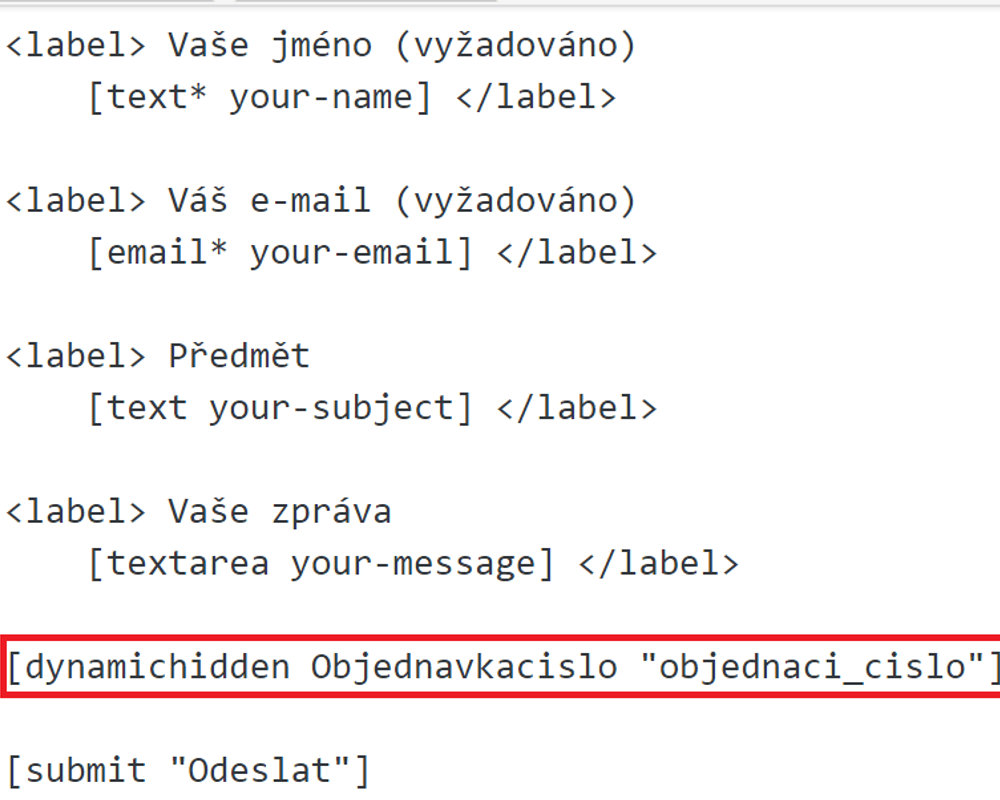 <label> Vaše jméno (vyžadováno)
[text* your-name] </label>
<label> Váš e-mail (vyžadováno)
[email* your-email] </label>
<label> Předmět
[text your-subject] </label>
<label> Vaše zpráva
[textarea your-message] </label>
[dynamichidden Objednavkacislo "objednaci_cislo"]
[submit "Odeslat"]